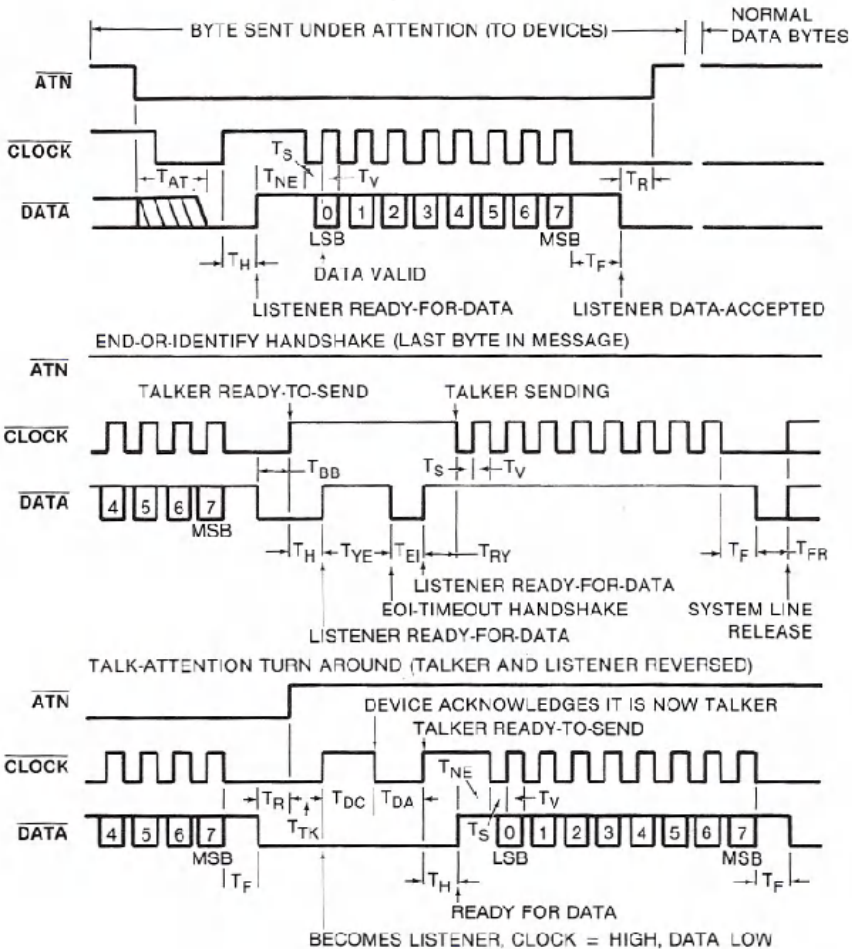 BYTE SENT UNDER ATTENTION (TO DEVICES)
NORMAL
DATA BYTES
ATN
CLOCK
TS
TAT
TNE
TV
TR
DATA
0 1 2 3 4 5 6 7
LSB
MSB
TH
TF
DATA VALID
LISTENER READY-FOR-DATA
LISTENER DATA-ACCEPTED
END-OR-IDENTIFY HANDSHAKE (LAST BYTE IN MESSAGE)
ATN
TALKER READY-TO-SEND
TALKER SENDING
CLOCK
TBB
TS
TV
DATA
4 5 6 7
MSB
TH
TYE
TEI
TRY
TF
TFR
LISTENER READY-FOR-DATA
EOI-TIMEOUT HANDSHAKE
SYSTEM LINE
RELEASE
LISTENER READY-FOR-DATA
TALK-ATTENTION TURN AROUND (TALKER AND LISTENER REVERSED)
ATN
DEVICE ACKNOWLEDGES IT IS NOW TALKER
TALKER READY-TO-SEND
CLOCK
TNE
TR
TDC
TDA
TV
TTK
TS
DATA
4 5 6 7
0 1 2 3 4 5 6 7
MSB
LSB
MSB
TF
TH
TF
READY FOR DATA
BECOMES LISTENER, CLOCK = HIGH, DATA LOW